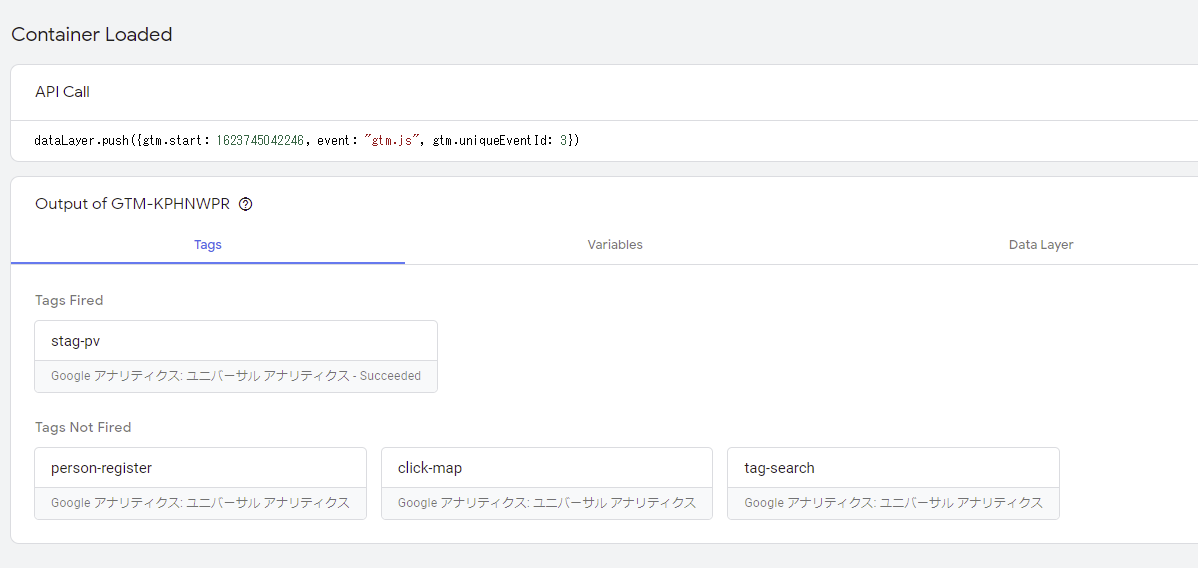 Container Loaded
API Call
dataLayer.push({gtm.start: 1623745042246, event: "gtm.js", gtm.uniqueEventId: 3})
Output of GTM-KPHNWPR ?
Tags Variables Data Layer
Tags Fired
stag-pv
Google アナリティクス: ユニバーサル アナリティクス - Succeeded
Tags Not Fired
person-register click-map tag-search
Google アナリティクス: ユニバーサル アナリティクス Google アナリティクス: ユニバーサル アナリティクス Google アナリティクス: ユニバーサル アナリティクス